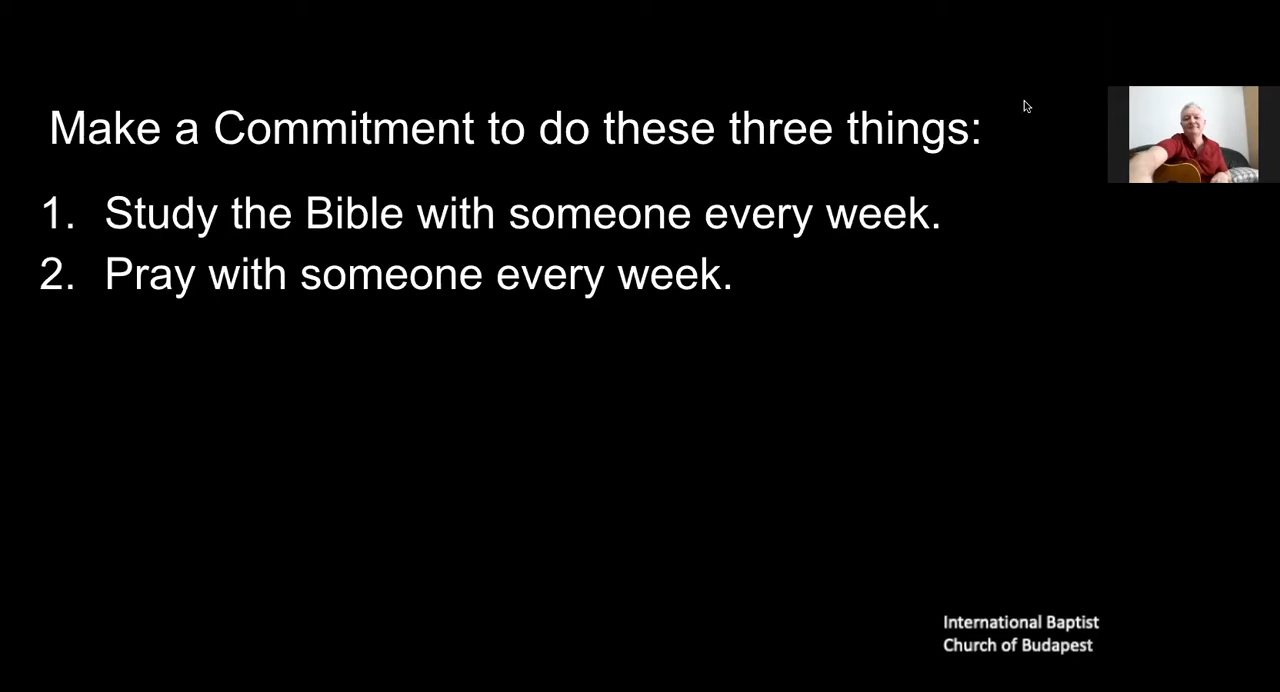 Make a Commitment to do these three things:
1. Study the Bible with someone every week.
2. Pray with someone every week.
International Baptist
Church of Budapest